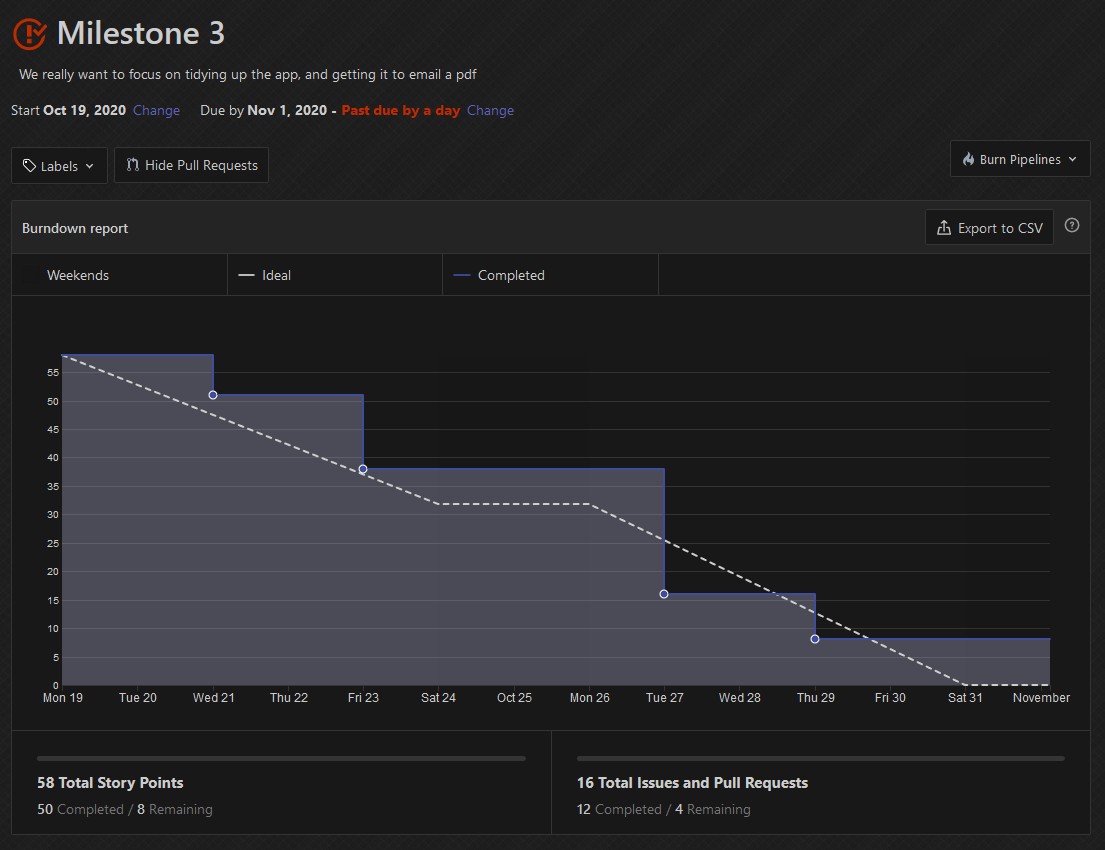 Milestone 3
We really want to focus on tidying up the app, and getting it to email a pdf
Start Oct 19, 2020 Change Due by Nov 1, 2020 - Past due by a day Change
Labels Hide Pull Requests Burn Pipelines
Burndown report Export to CSV ?
Weekends Ideal Completed
55
50
45
40
35
30
25
20
15
10
5
0
Mon 19 Tue 20 Wed 21 Thu 22 Fri 23 Sat 24 Oct 25 Mon 26 Tue 27 Wed 28 Thu 29 Fri 30 Sat 31 November
58 Total Story Points
50 Completed / 8 Remaining
16 Total Issues and Pull Requests
12 Completed / 4 Remaining